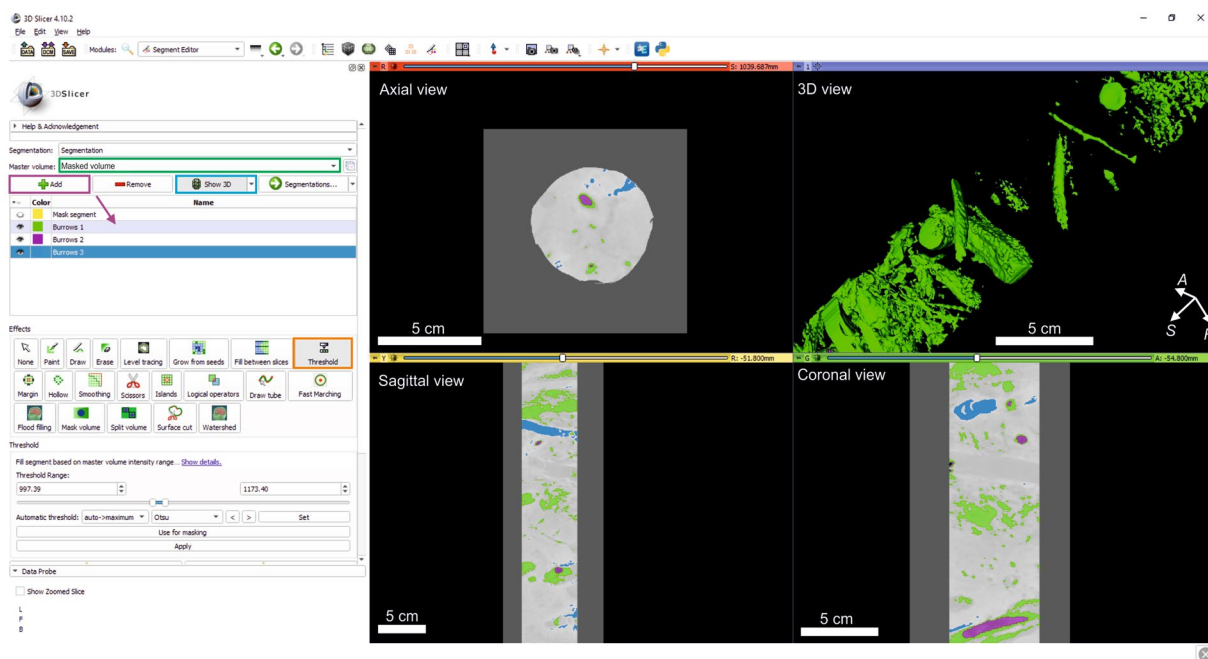 3D Slicer 4.10.2
File Edit View Help
DATA DCM SAVE Modules: Segment Editor
3DSlicer
Help & Acknowledgement
Segmentation: Segmentation
Master volume: Masked volume
Add Remove Show 3D Segmentations...
Color Name
Mask segment
Burrows 1
Burrows 2
Burrows 3
Effects
None Paint Draw Erase Level tracing Grow from seeds Fill between slices Threshold
Margin Hollow Smoothing Scissors Islands Logical operators Draw tube Fast Marching
Flood filling Mask volume Split volume Surface cut Watershed
Threshold
Fill segment based on master volume intensity range... Show details.
Threshold Range:
997.39 1173.40
Automatic threshold: auto->maximum Otsu < > Set
Use for masking
Apply
Data Probe
Show Zoomed Slice
L
F
B
R S: 1039.687mm
Axial view
5 cm
1
3D view
5 cm
A
S
Y R: -51.800mm
Sagittal view
5 cm
G A: -54.800mm
Coronal view
5 cm